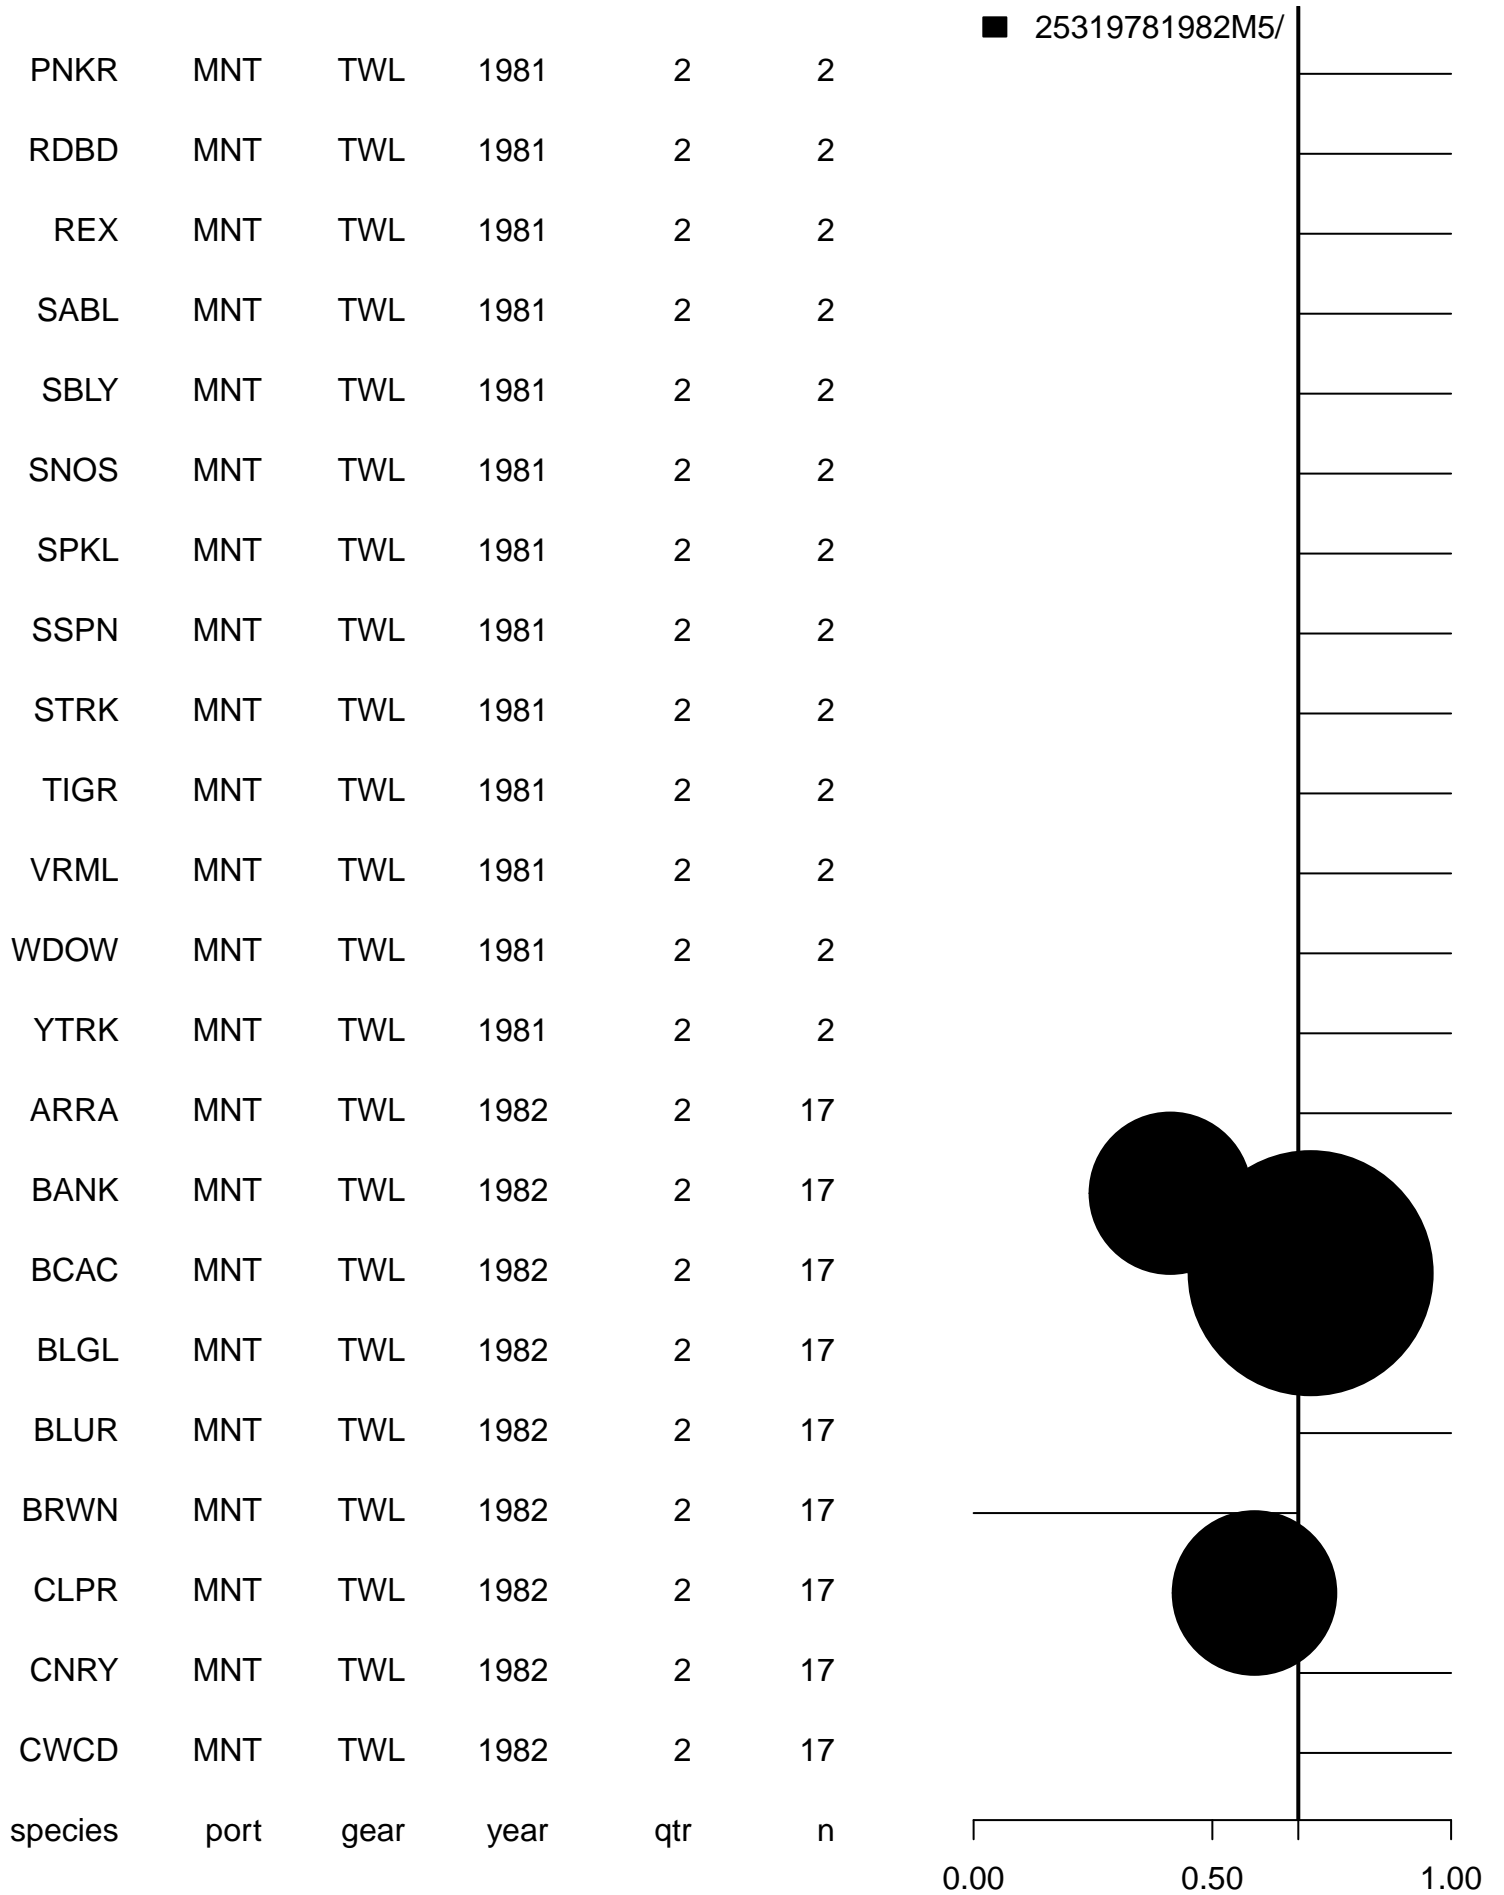 25319781982M5/
PNKR MNT TWL 1981 2 2
RDBD MNT TWL 1981 2 2
REX MNT TWL 1981 2 2
SABL MNT TWL 1981 2 2
SBLY MNT TWL 1981 2 2
SNOS MNT TWL 1981 2 2
SPKL MNT TWL 1981 2 2
SSPN MNT TWL 1981 2 2
STRK MNT TWL 1981 2 2
TIGR MNT TWL 1981 2 2
VRML MNT TWL 1981 2 2
WDOW MNT TWL 1981 2 2
YTRK MNT TWL 1981 2 2
ARRA MNT TWL 1982 2 17
BANK MNT TWL 1982 2 17
BCAC MNT TWL 1982 2 17
BLGL MNT TWL 1982 2 17
BLUR MNT TWL 1982 2 17
BRWN MNT TWL 1982 2 17
CLPR MNT TWL 1982 2 17
CNRY MNT TWL 1982 2 17
CWCD MNT TWL 1982 2 17
species port gear year qtr n
0.00 0.50 1.00